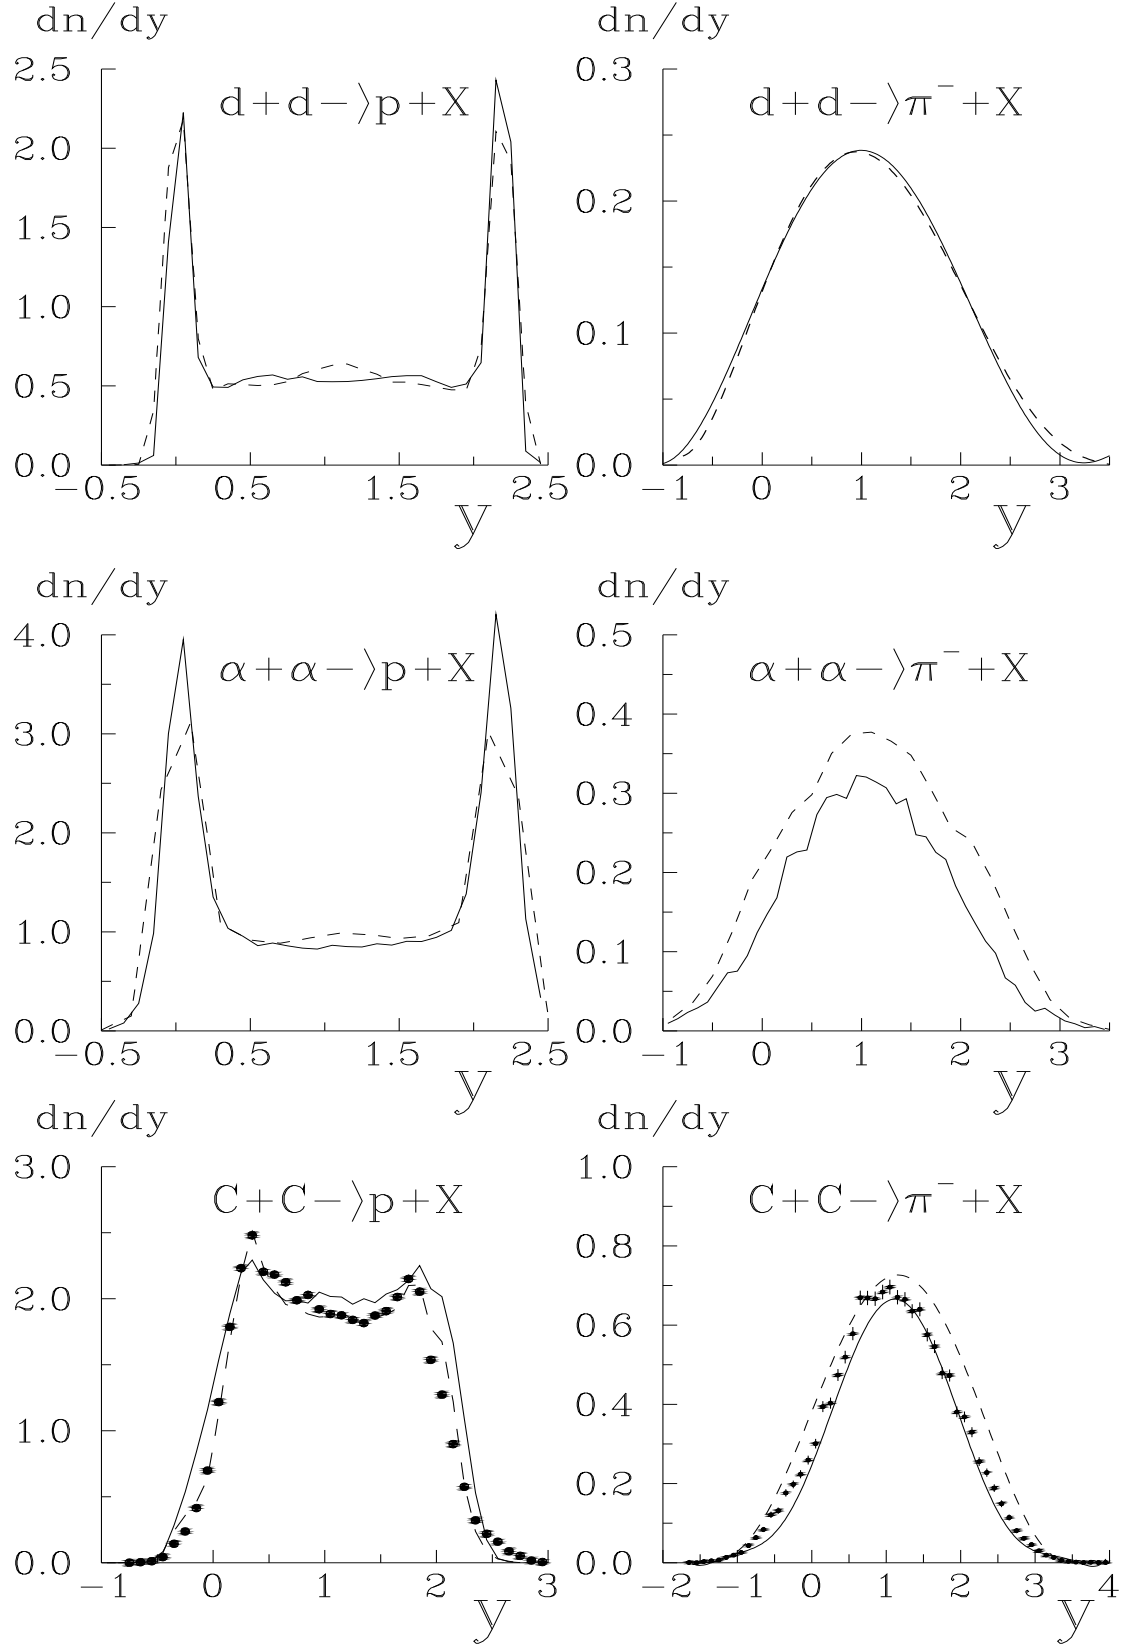 dn/dy
2.5
2.0
1.5
1.0
0.5
0.0
d+d−⟩p+X
−0.5 0.5 1.5 2.5
y
dn/dy
0.3
0.2
0.1
0.0
d+d−⟩π⁻+X
−1 0 1 2 3
y
dn/dy
4.0
3.0
2.0
1.0
0.0
α+α−⟩p+X
−0.5 0.5 1.5 2.5
y
dn/dy
0.5
0.4
0.3
0.2
0.1
0.0
α+α−⟩π⁻+X
−1 0 1 2 3
y
dn/dy
3.0
2.0
1.0
0.0
C+C−⟩p+X
−1 0 1 2 3
y
dn/dy
1.0
0.8
0.6
0.4
0.2
0.0
C+C−⟩π⁻+X
−2 −1 0 1 2 3 4
y